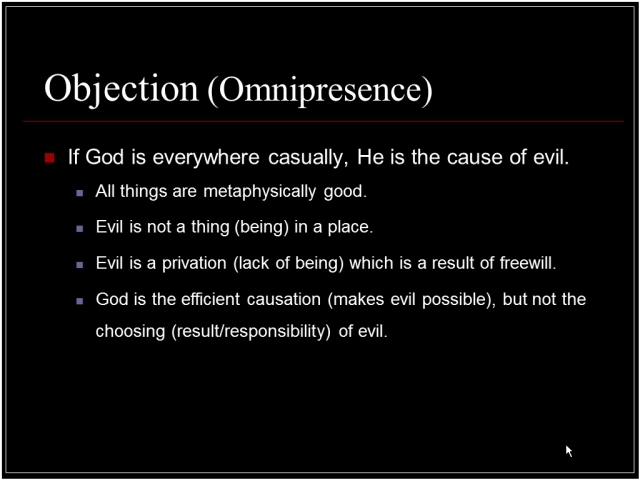 Objection (Omnipresence)
If God is everywhere casually, He is the cause of evil.
All things are metaphysically good.
Evil is not a thing (being) in a place.
Evil is a privation (lack of being) which is a result of freewill.
God is the efficient causation (makes evil possible), but not the
choosing (result/responsibility) of evil.